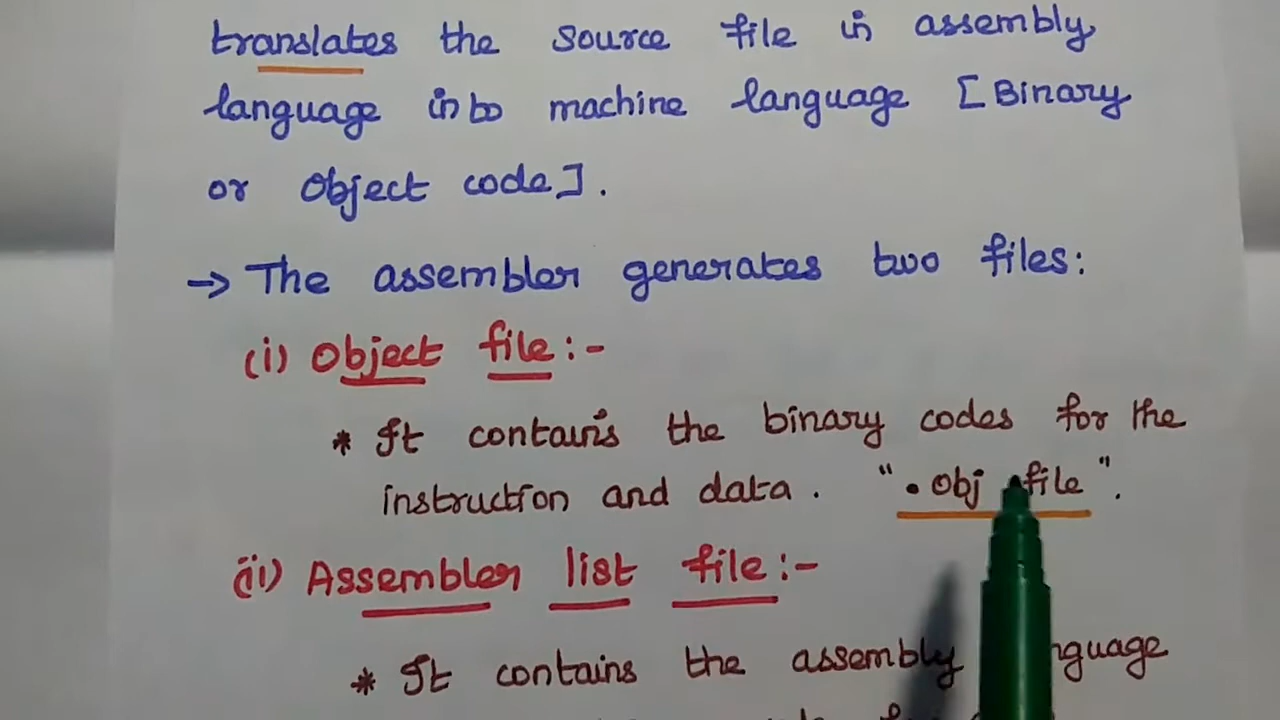 translates the source file in assembly
language into machine language [Binary
or object code].
→ The assembler generates two files:
(i) Object file:-
* It contains the binary codes for the
instruction and data. ".obj file".
(ii) Assembler list file:-
* It contains the assembly